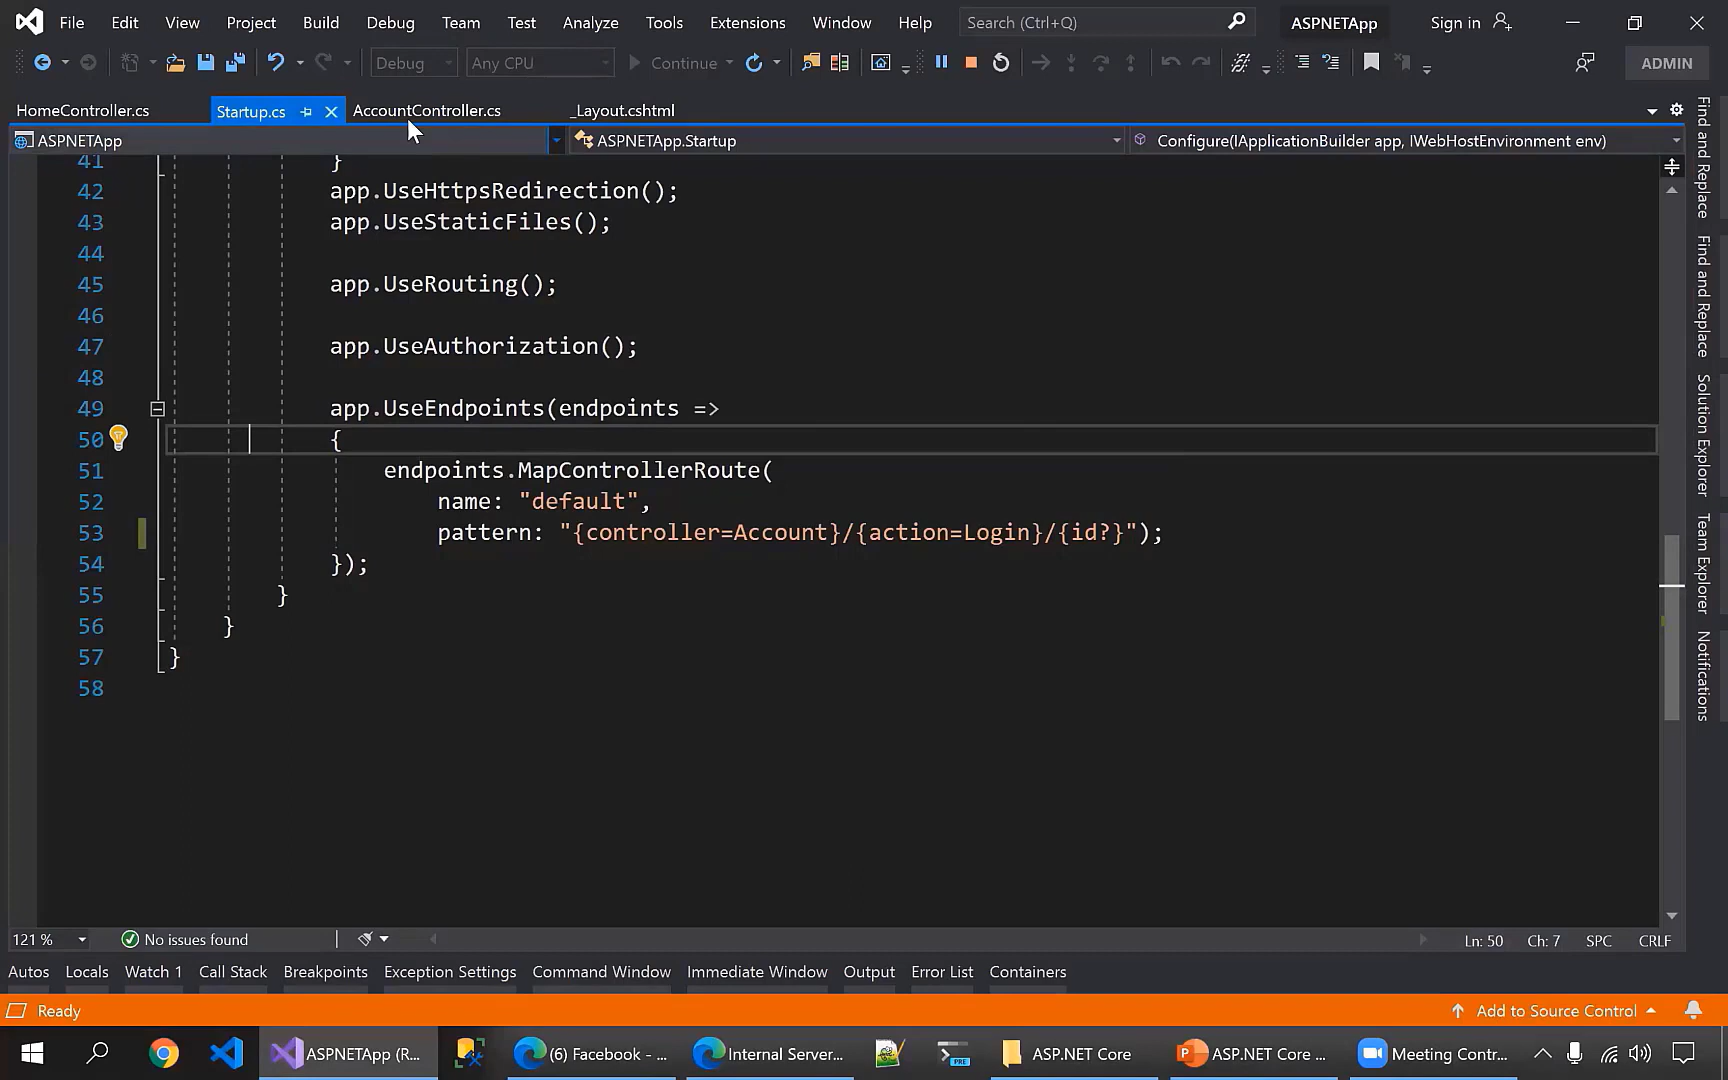 File Edit View Project Build Debug Team Test Analyze Tools Extensions Window Help Search (Ctrl+Q) ASPNETApp Sign in
Debug Any CPU Continue ADMIN
HomeController.cs Startup.cs AccountController.cs _Layout.cshtml
ASPNETApp ASPNETApp.Startup Configure(IApplicationBuilder app, IWebHostEnvironment env)
41 }
42 app.UseHttpsRedirection();
43 app.UseStaticFiles();
44
45 app.UseRouting();
46
47 app.UseAuthorization();
48
49 app.UseEndpoints(endpoints =>
50 {
51 endpoints.MapControllerRoute(
52 name: "default",
53 pattern: "{controller=Account}/{action=Login}/{id?}");
54 });
55 }
56 }
57 }
58
Find and Replace
Find and Replace
Solution Explorer
Team Explorer
Notifications
121 % No issues found Ln: 50 Ch: 7 SPC CRLF
Autos Locals Watch 1 Call Stack Breakpoints Exception Settings Command Window Immediate Window Output Error List Containers
Ready Add to Source Control
ASPNETApp (R... (6) Facebook - ... Internal Server... PRE ASP.NET Core ASP.NET Core ... Meeting Contr...